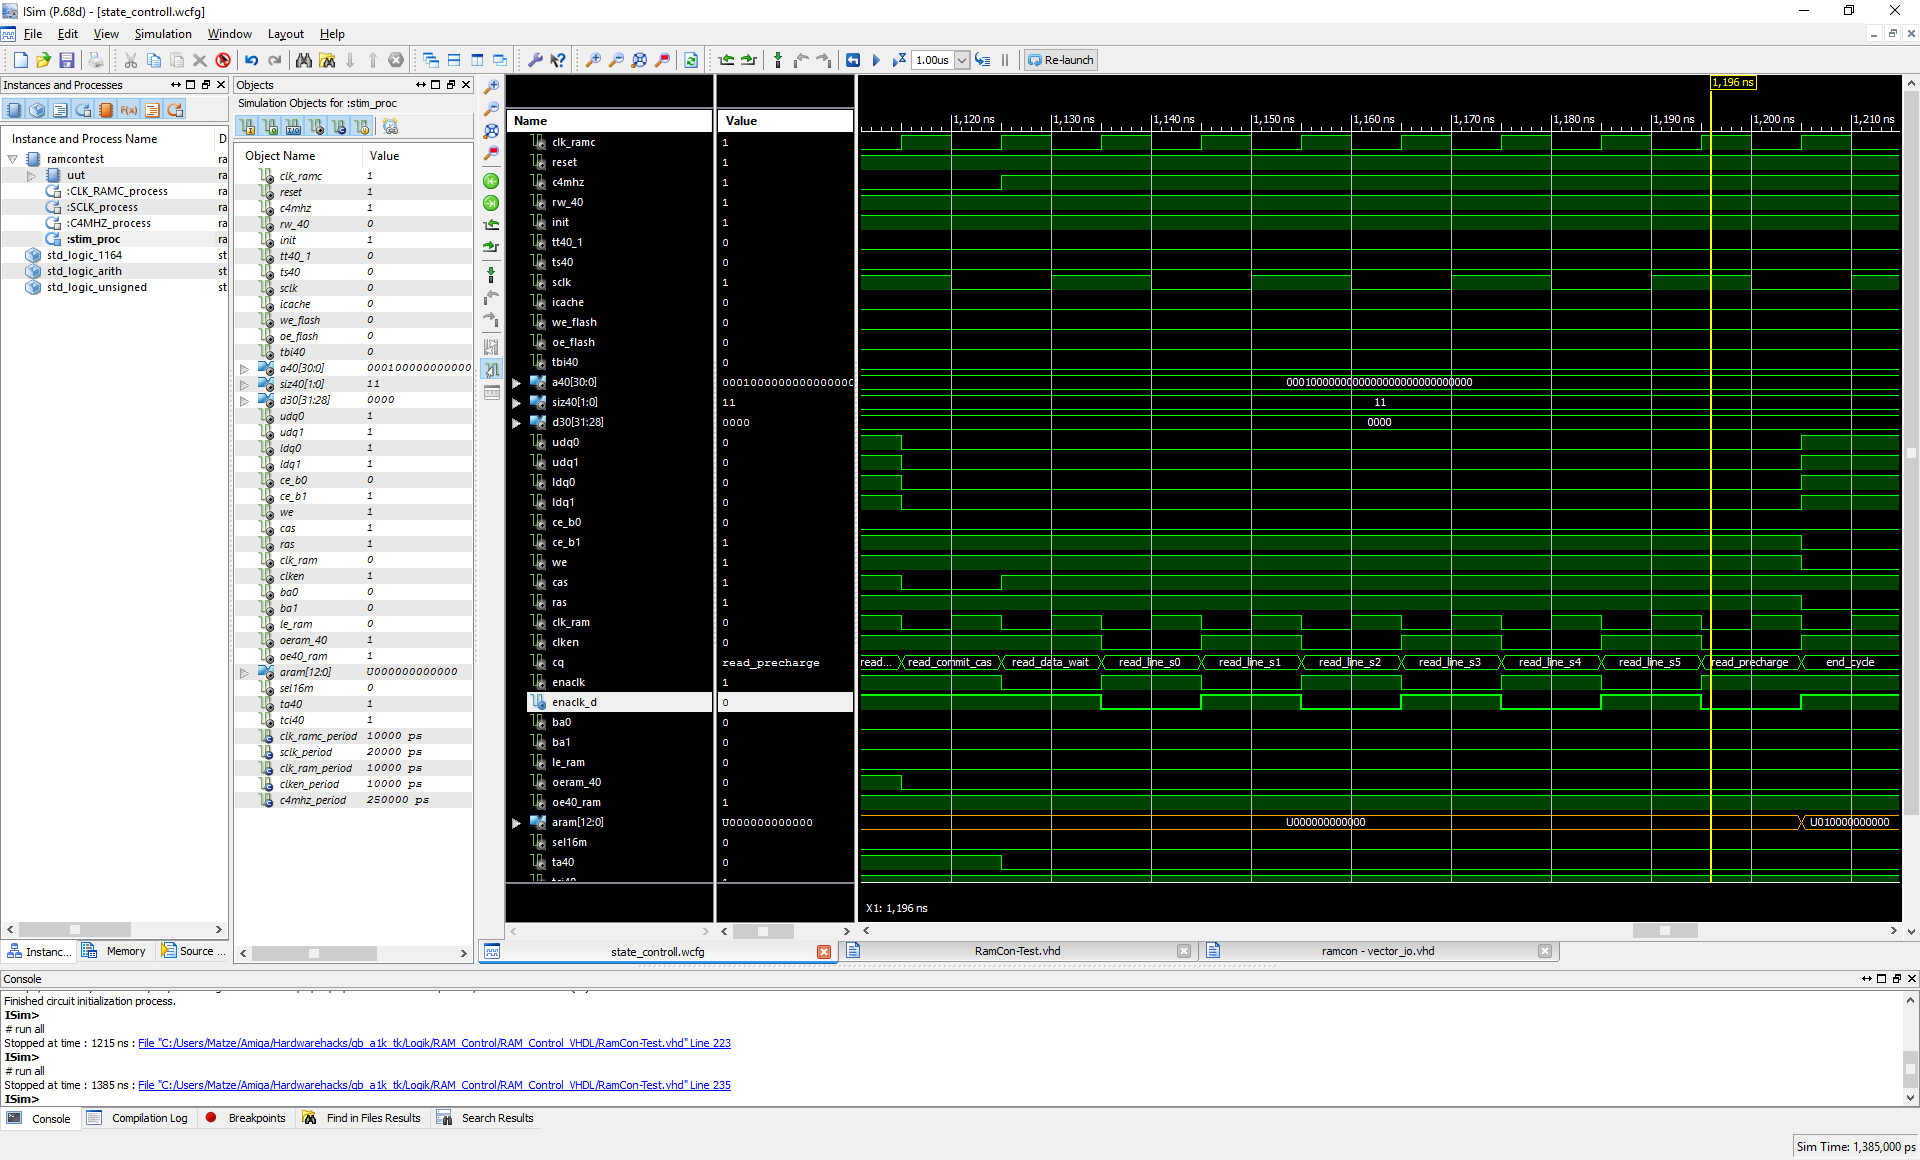 ISim (P.68d) - [state_controll.wcfg]
File Edit View Simulation Window Layout Help
1.00us Re-launch
Instances and Processes
Instance and Process Name D
ramcontest ra
uut ra
:CLK_RAMC_process ra
:SCLK_process ra
:C4MHZ_process ra
:stim_proc ra
std_logic_1164 st
std_logic_arith st
std_logic_unsigned st
Instanc... Memory Source ...
Objects
Simulation Objects for :stim_proc
Object Name Value
clk_ramc 1
reset 1
c4mhz 1
rw_40 0
init 1
tt40_1 0
ts40 0
sclk 0
icache 0
we_flash 0
oe_flash 0
tbi40 0
a40[30:0] 000100000000000
siz40[1:0] 11
d30[31:28] 0000
udq0 1
udq1 1
ldq0 1
ldq1 1
ce_b0 0
ce_b1 1
we 1
cas 1
ras 1
clk_ram 0
clken 1
ba0 0
ba1 0
le_ram 0
oeram_40 1
oe40_ram 1
aram[12:0] U000000000000
sel16m 0
ta40 1
tci40 1
clk_ramc_period 10000 ps
sclk_period 20000 ps
clk_ram_period 10000 ps
clken_period 10000 ps
c4mhz_period 250000 ps
Name Value
clk_ramc 1
reset 1
c4mhz 1
rw_40 1
init 1
tt40_1 0
ts40 0
sclk 1
icache 0
we_flash 0
oe_flash 0
tbi40 0
a40[30:0] 0001000000000000000
siz40[1:0] 11
d30[31:28] 0000
udq0 0
udq1 0
ldq0 0
ldq1 0
ce_b0 0
ce_b1 1
we 1
cas 1
ras 1
clk_ram 0
clken 0
cq read_precharge
enaclk 1
enaclk_d 0
ba0 0
ba1 0
le_ram 0
oeram_40 0
oe40_ram 1
aram[12:0] U000000000000
sel16m 0
ta40 0
1,196 ns
1,120 ns 1,130 ns 1,140 ns 1,150 ns 1,160 ns 1,170 ns 1,180 ns 1,190 ns 1,200 ns 1,210 ns
0001000000000000000000000000000
11
0000
read... read_commit_cas read_data_wait read_line_s0 read_line_s1 read_line_s2 read_line_s3 read_line_s4 read_line_s5 read_precharge end_cycle
U000000000000 U010000000000
X1: 1,196 ns
state_controll.wcfg RamCon-Test.vhd ramcon - vector_io.vhd
Console
Finished circuit initialization process.
ISim>
# run all
Stopped at time : 1215 ns : File "C:/Users/Matze/Amiga/Hardwarehacks/gb_a1k_tk/Logik/RAM_Control/RAM_Control_VHDL/RamCon-Test.vhd" Line 223
ISim>
# run all
Stopped at time : 1385 ns : File "C:/Users/Matze/Amiga/Hardwarehacks/gb_a1k_tk/Logik/RAM_Control/RAM_Control_VHDL/RamCon-Test.vhd" Line 235
ISim>
Console Compilation Log Breakpoints Find in Files Results Search Results
Sim Time: 1,385,000 ps